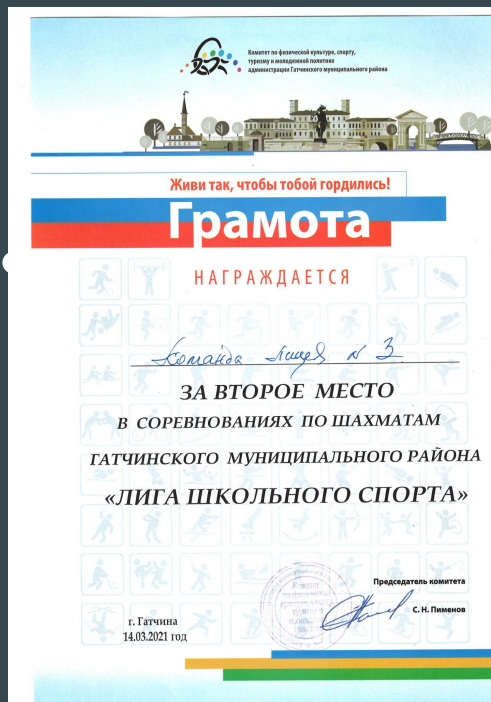 Комитет по физической культуре, спорту,
туризму и молодежной политике
администрации Гатчинского муниципального района
Живи так, чтобы тобой гордились!
Грамота
НАГРАЖДАЕТСЯ
Команда Лицея № 3
ЗА ВТОРОЕ МЕСТО
В СОРЕВНОВАНИЯХ ПО ШАХМАТАМ
ГАТЧИНСКОГО МУНИЦИПАЛЬНОГО РАЙОНА
«ЛИГА ШКОЛЬНОГО СПОРТА»
Председатель комитета
С. Н. Пименов
г. Гатчина
14.03.2021 год